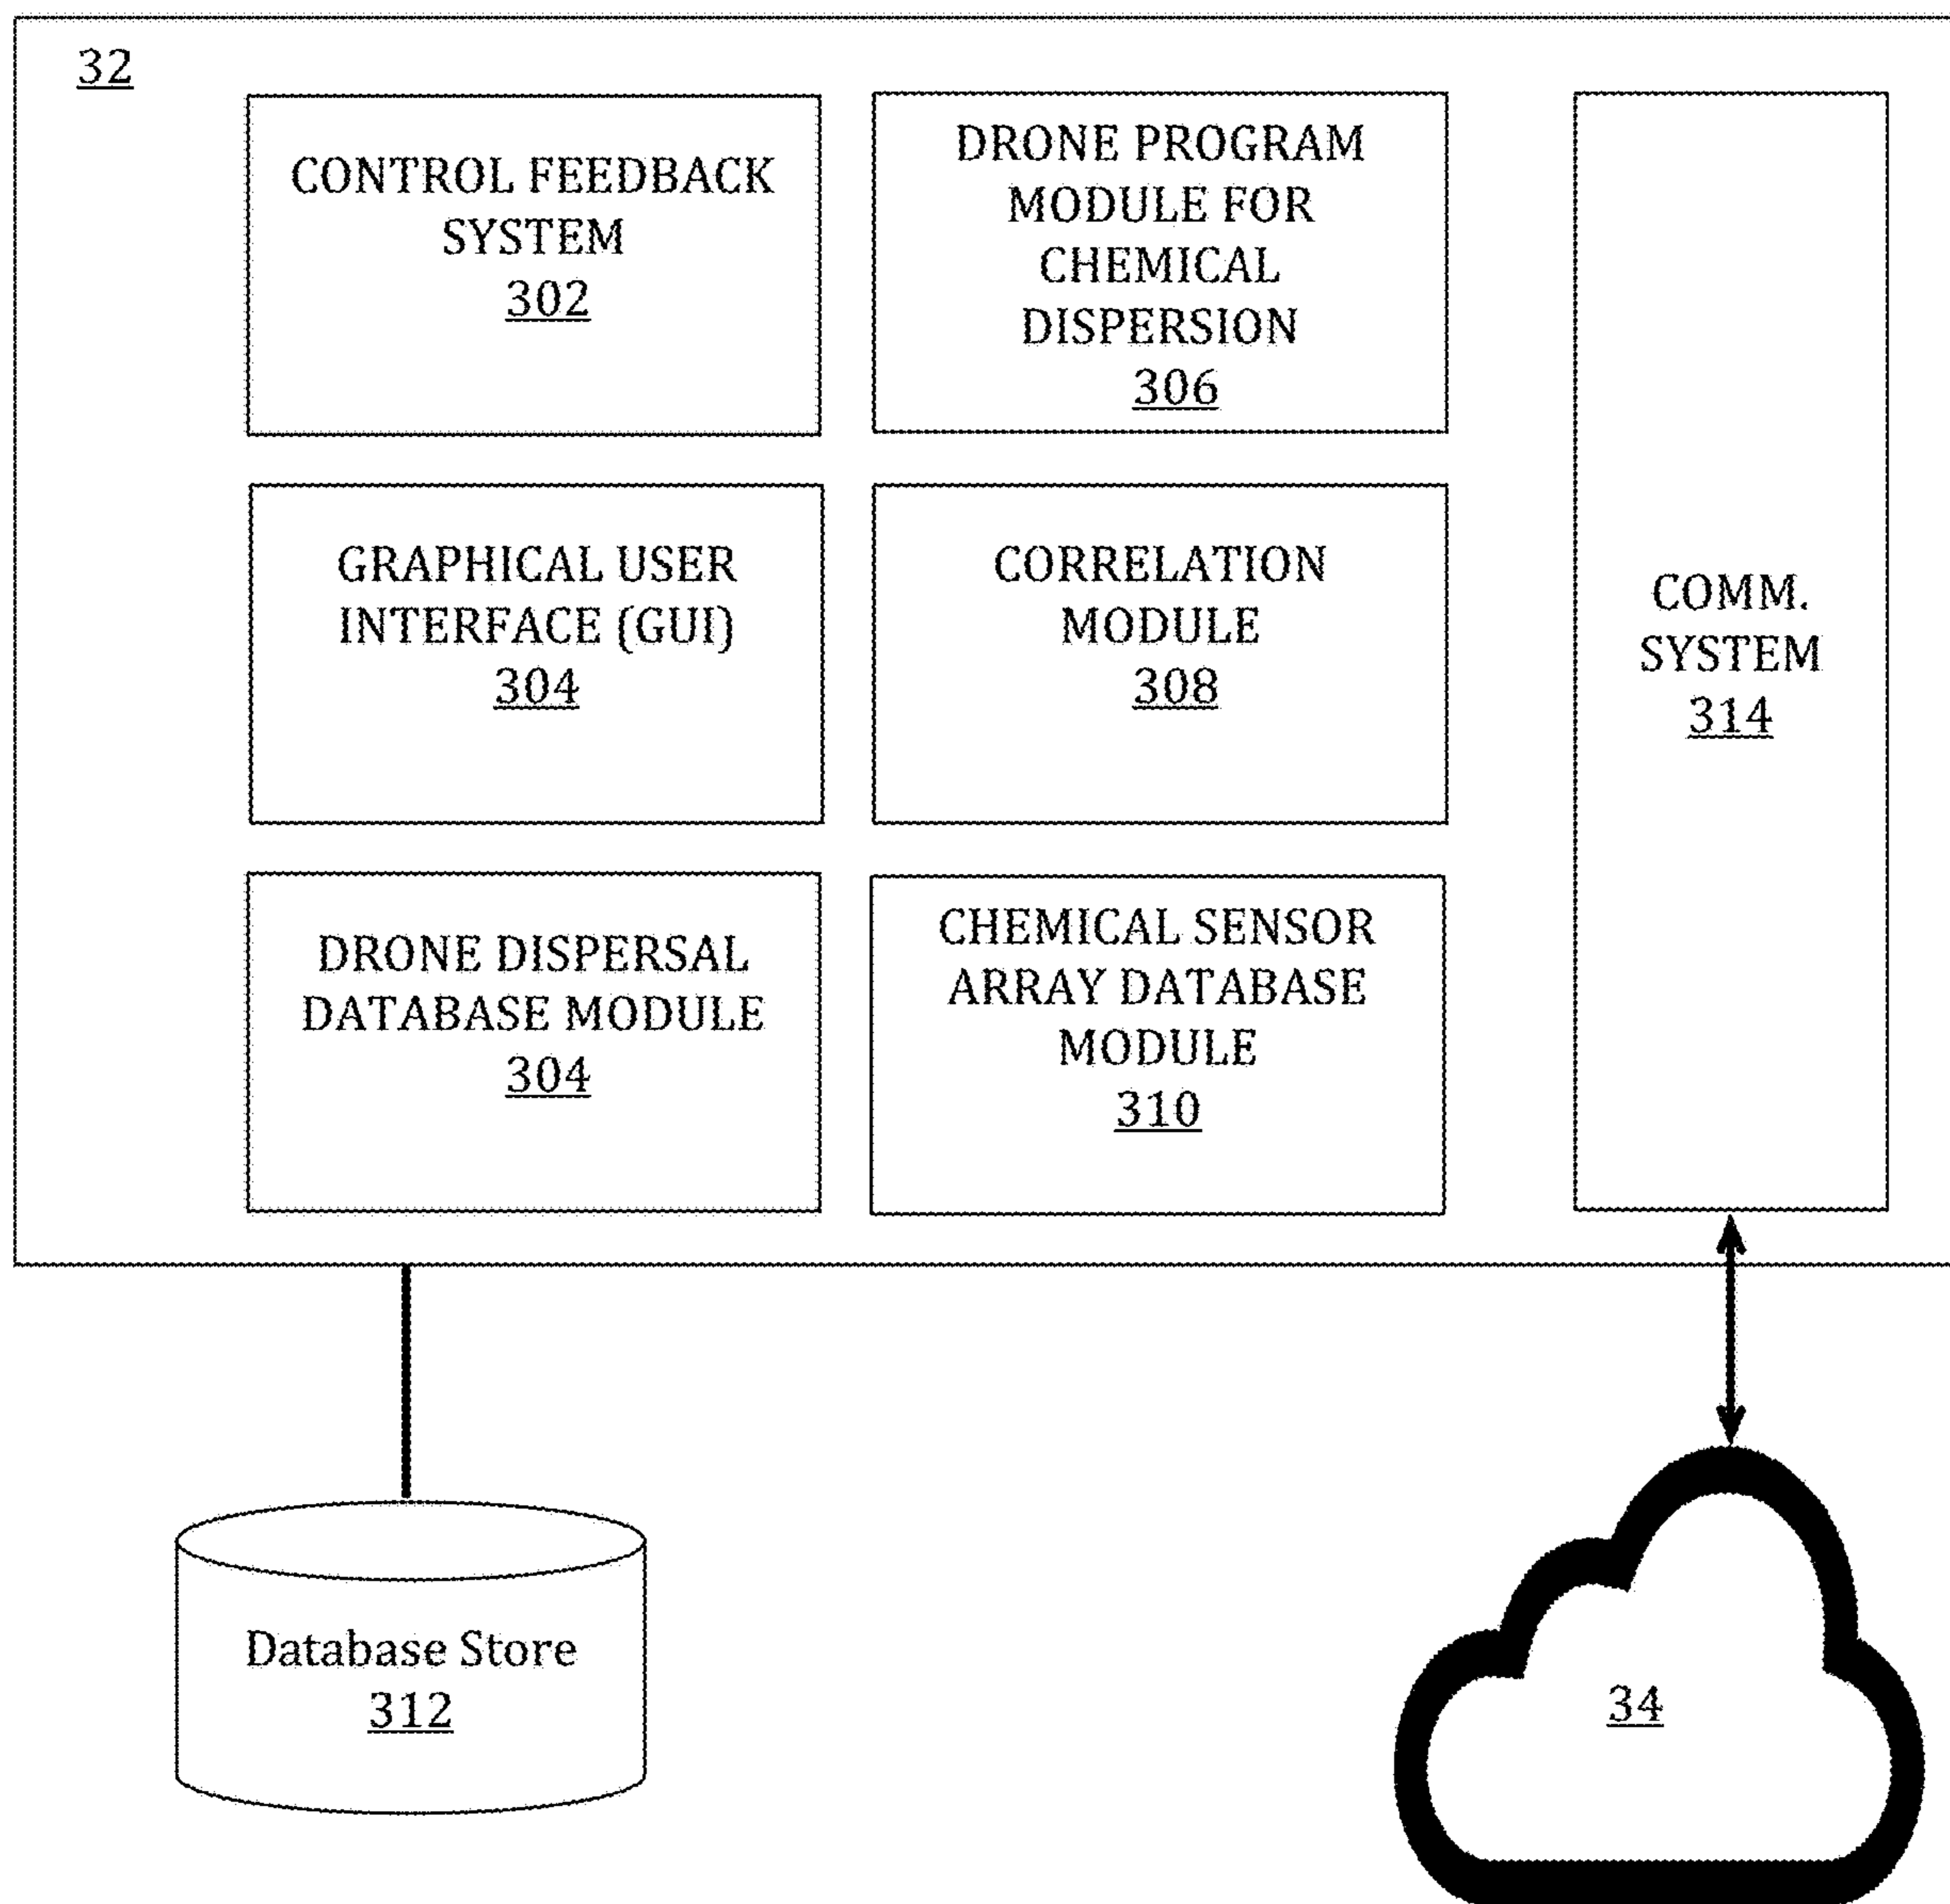 32
CONTROL FEEDBACK
SYSTEM
302
DRONE PROGRAM
MODULE FOR
CHEMICAL
DISPERSION
306
GRAPHICAL USER
INTERFACE (GUI)
304
CORRELATION
MODULE
308
COMM.
SYSTEM
314
DRONE DISPERSAL
DATABASE MODULE
304
CHEMICAL SENSOR
ARRAY DATABASE
MODULE
310
Database Store
312
34